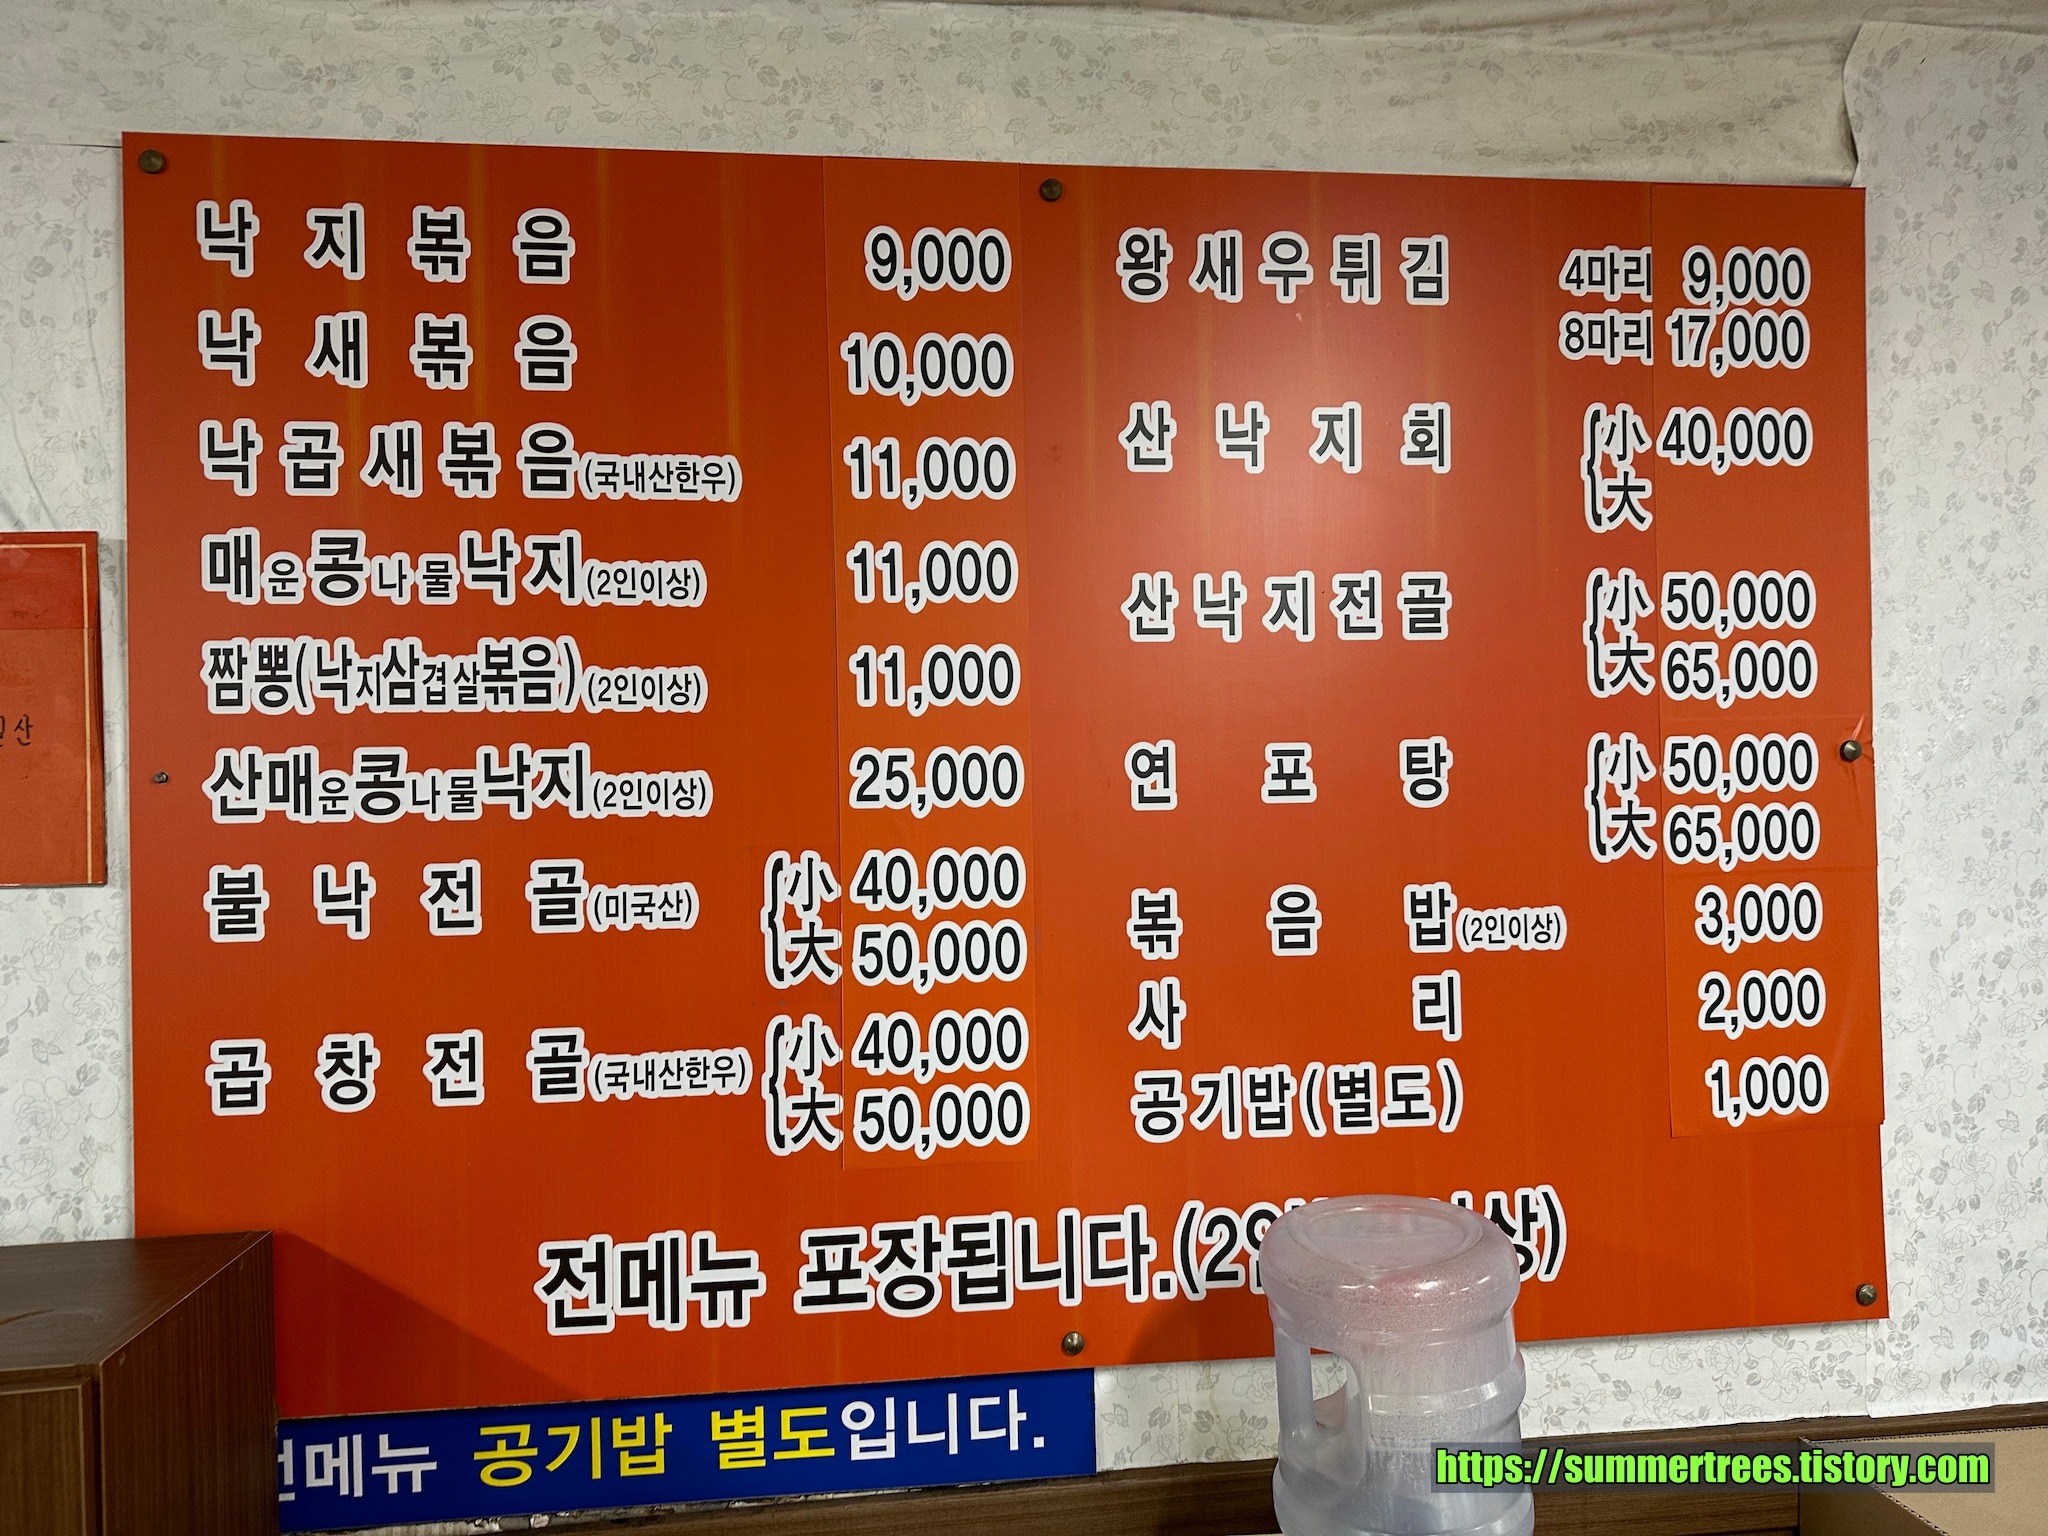 낙지볶음 9,000
낙새볶음 10,000
낙곱새볶음(국내산한우) 11,000
매운콩나물낙지(2인이상) 11,000
짬뽕(낙지삼겹살볶음)(2인이상) 11,000
산매운콩나물낙지(2인이상) 25,000
불낙전골(미국산) 小 40,000
大 50,000
곱창전골(국내산한우) 小 40,000
大 50,000
왕새우튀김 4마리 9,000
8마리 17,000
산낙지회 小 40,000
大
산낙지전골 小 50,000
大 65,000
연포탕 小 50,000
大 65,000
볶음밥(2인이상) 3,000
사리 2,000
공기밥(별도) 1,000
전메뉴 포장됩니다.
전메뉴 공기밥 별도입니다.
https://summertrees.tistory.com